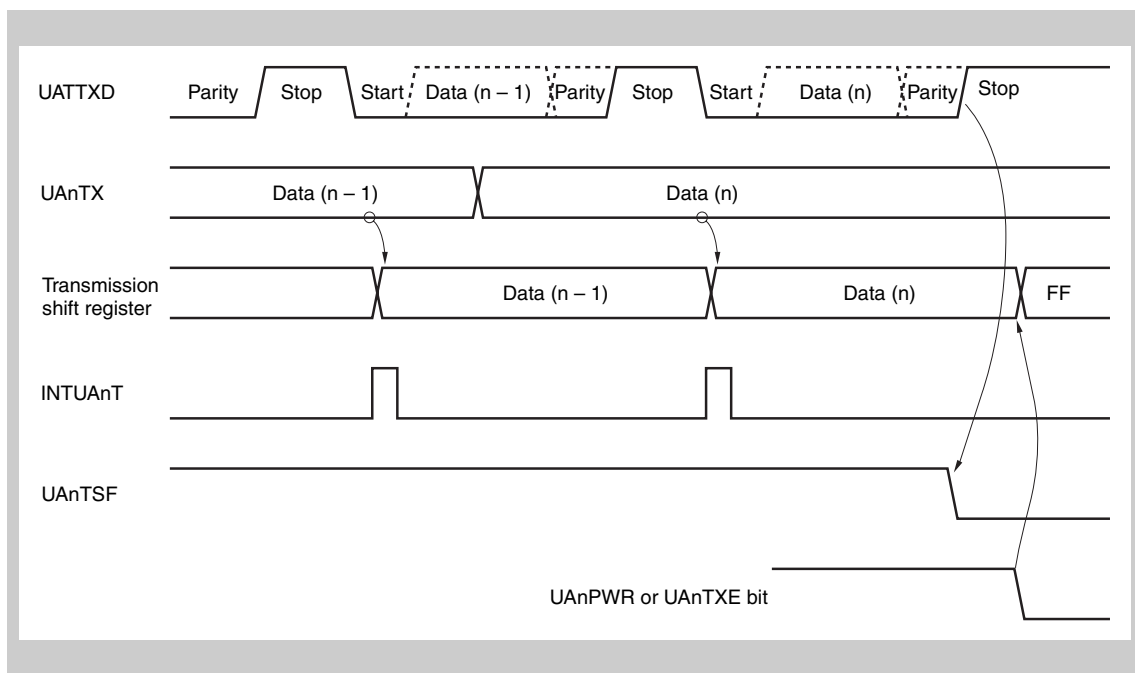 UATTXD Parity Stop Start Data (n – 1) Parity Stop Start Data (n) Parity Stop
UAnTX Data (n – 1) Data (n)
Transmission
shift register Data (n – 1) Data (n) FF
INTUAnT
UAnTSF
UAnPWR or UAnTXE bit